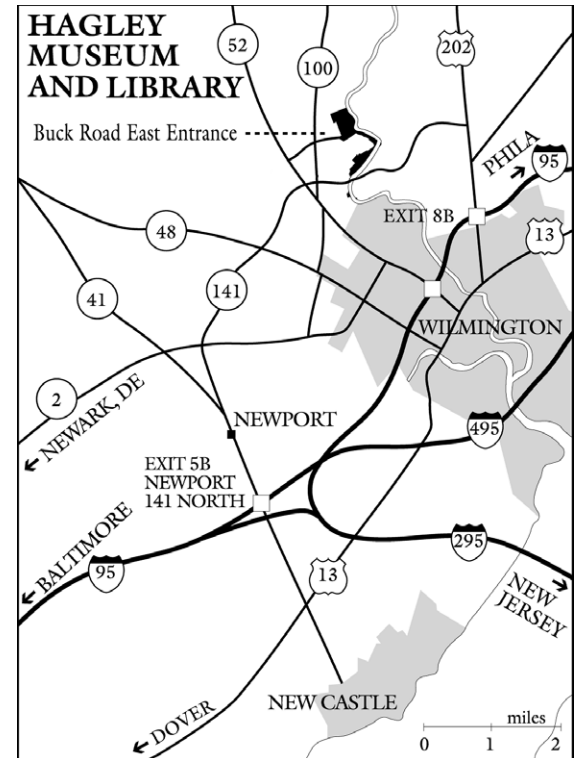 HAGLEY
MUSEUM
AND LIBRARY
52
100
202
Buck Road East Entrance
PHILA
95
EXIT 8B
13
48
141
41
WILMINGTON
2
NEWARK, DE
NEWPORT
495
EXIT 5B
NEWPORT
141 NORTH
BALTIMORE
95
295
13
NEW
JERSEY
NEW CASTLE
DOVER
miles
0 1 2